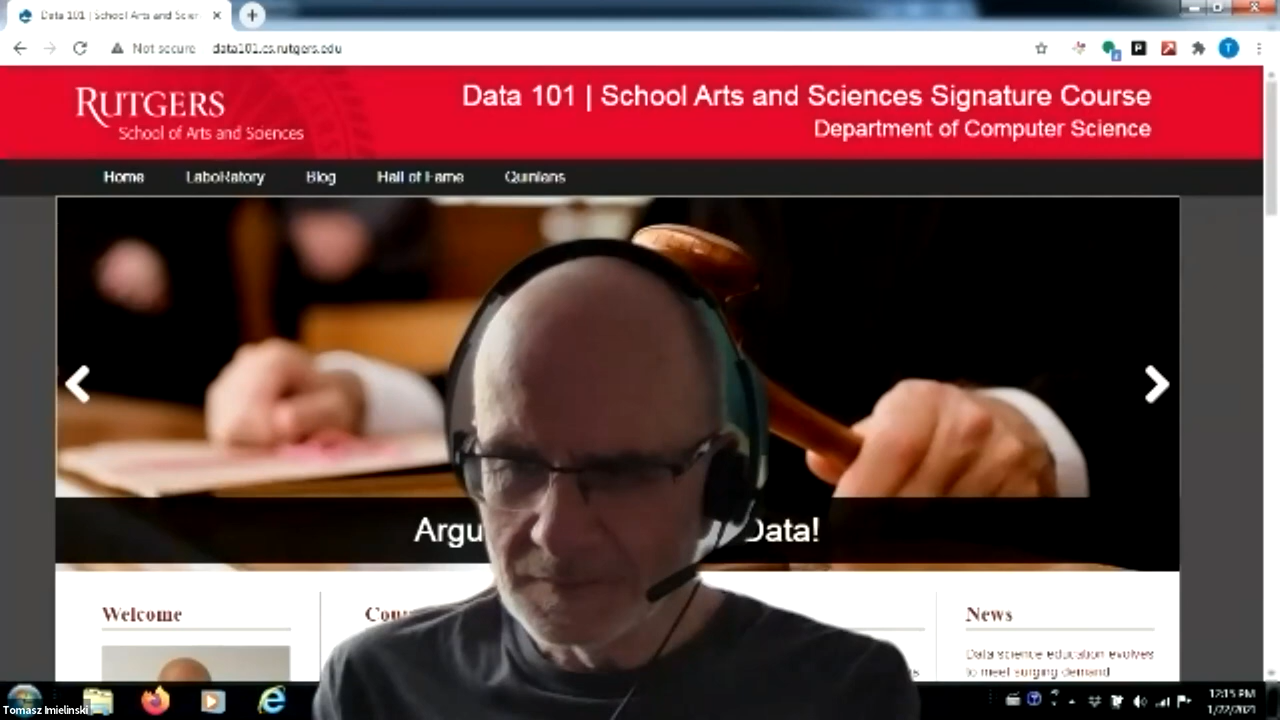 Data 101 | School Arts and Scien
Not secure data101.cs.rutgers.edu
T
RUTGERS
School of Arts and Sciences
Data 101 | School Arts and Sciences Signature Course
Department of Computer Science
Home LaboRatory Blog Hall of Fame Quinlans
Argu Data!
Welcome
Cour
News
Data science education evolves
to meet surging demand
Tomasz Imielinski
12:15 PM
1/22/2021